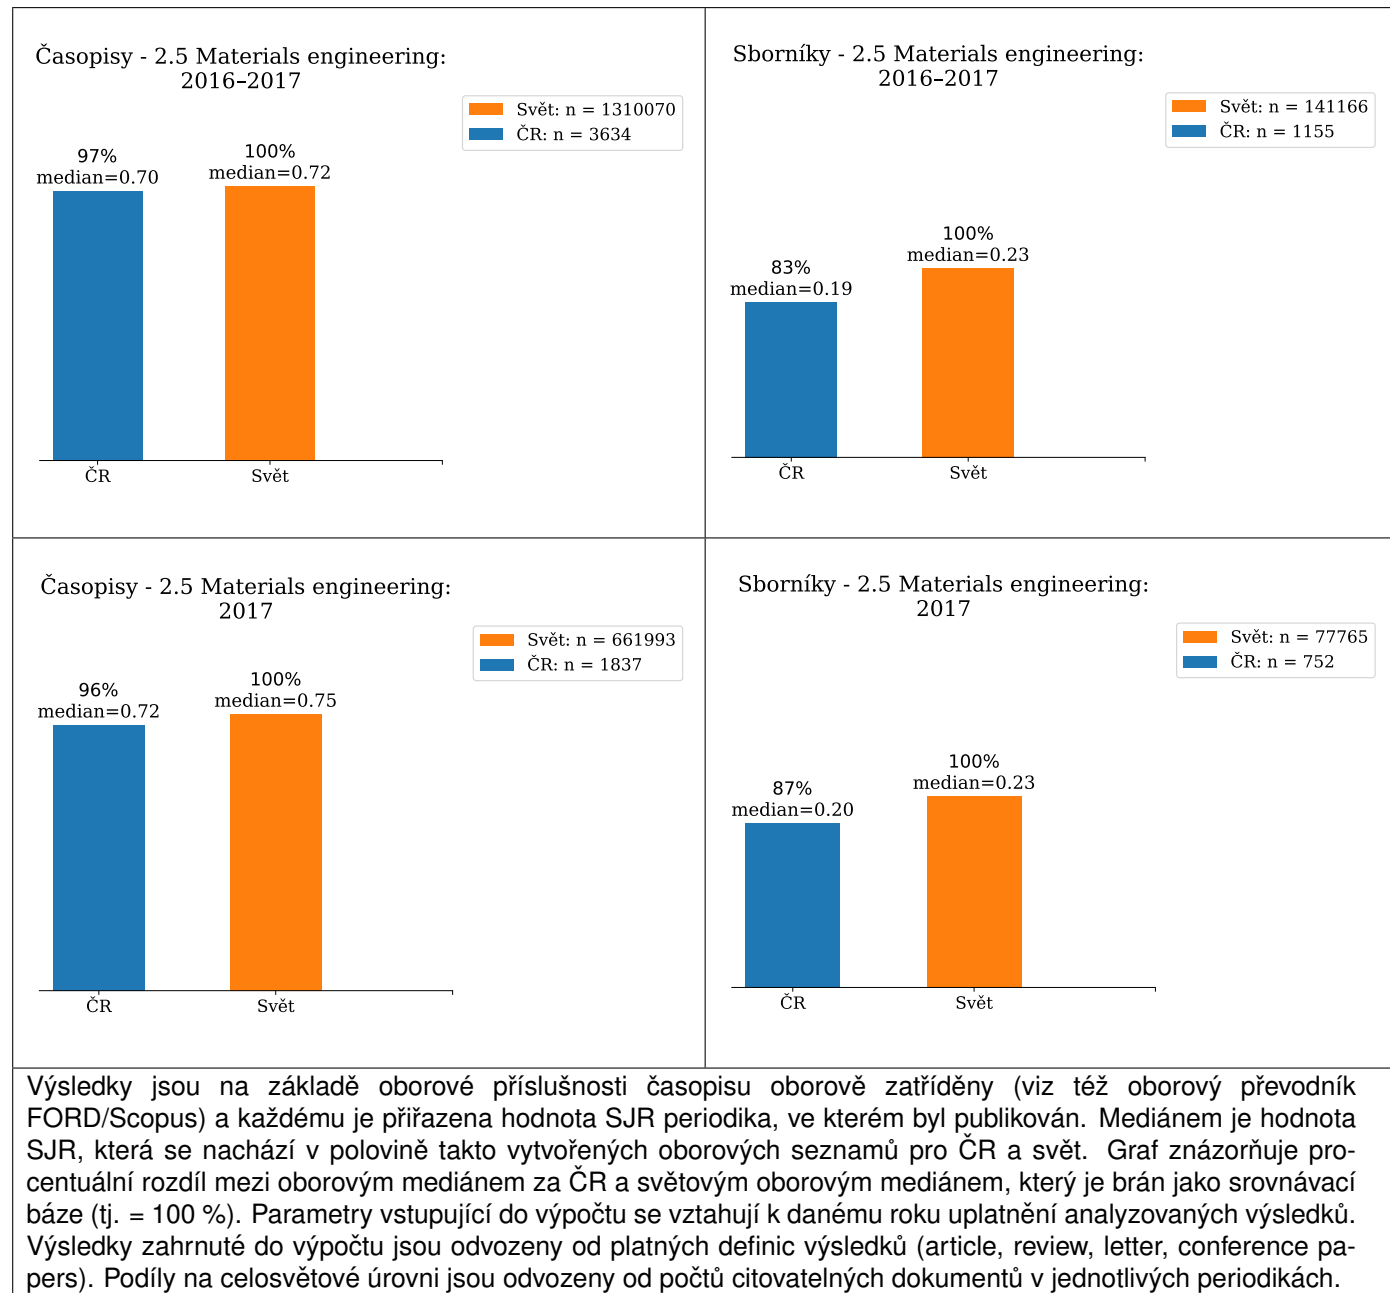 Časopisy - 2.5 Materials engineering:
2016–2017
Svět: n = 1310070
ČR: n = 3634
97%
median=0.70
100%
median=0.72
ČR
Svět
Sborníky - 2.5 Materials engineering:
2016–2017
Svět: n = 141166
ČR: n = 1155
83%
median=0.19
100%
median=0.23
ČR
Svět
Časopisy - 2.5 Materials engineering:
2017
Svět: n = 661993
ČR: n = 1837
96%
median=0.72
100%
median=0.75
ČR
Svět
Sborníky - 2.5 Materials engineering:
2017
Svět: n = 77765
ČR: n = 752
87%
median=0.20
100%
median=0.23
ČR
Svět
Výsledky jsou na základě oborové příslušnosti časopisu oborově zatříděny (viz též oborový převodník
FORD/Scopus) a každému je přiřazena hodnota SJR periodika, ve kterém byl publikován. Mediánem je hodnota
SJR, která se nachází v polovině takto vytvořených oborových seznamů pro ČR a svět. Graf znázorňuje pro-
centuální rozdíl mezi oborovým mediánem za ČR a světovým oborovým mediánem, který je brán jako srovnávací
báze (tj. = 100 %). Parametry vstupující do výpočtu se vztahují k danému roku uplatnění analyzovaných výsledků.
Výsledky zahrnuté do výpočtu jsou odvozeny od platných definic výsledků (article, review, letter, conference pa-
pers). Podíly na celosvětové úrovni jsou odvozeny od počtů citovatelných dokumentů v jednotlivých periodikách.